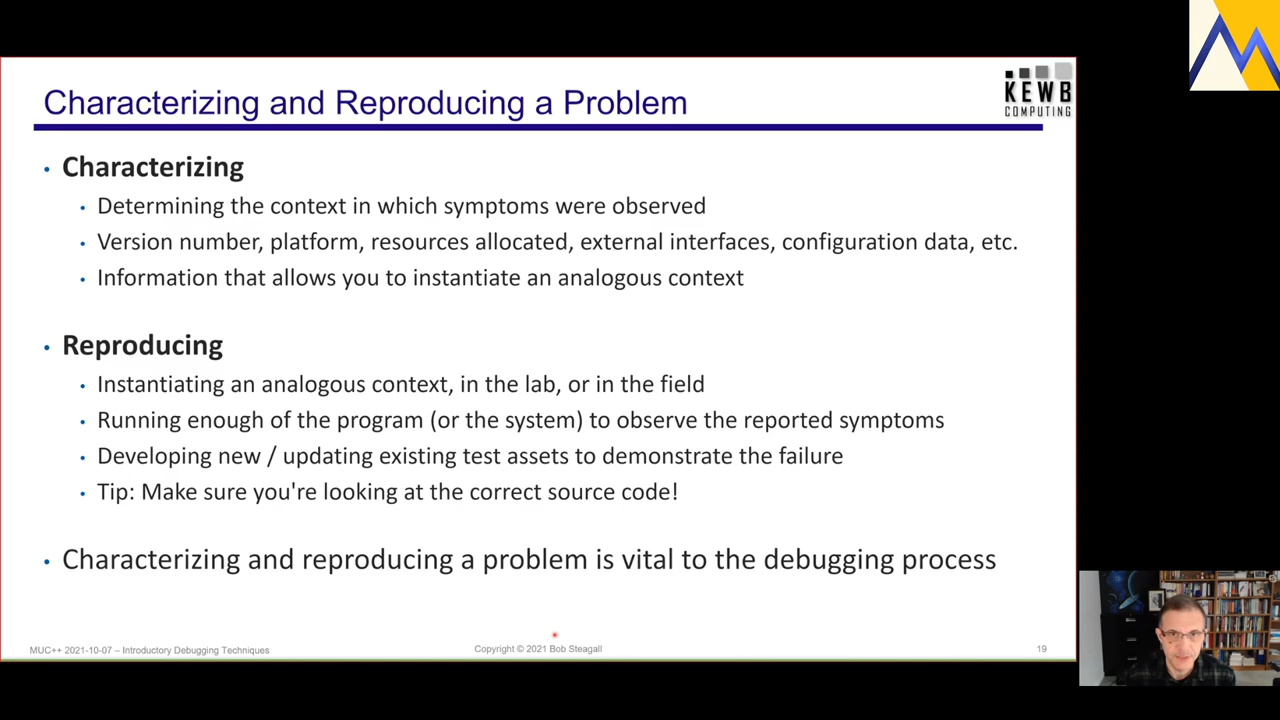 Characterizing and Reproducing a Problem
KEWB
COMPUTING
• Characterizing
• Determining the context in which symptoms were observed
• Version number, platform, resources allocated, external interfaces, configuration data, etc.
• Information that allows you to instantiate an analogous context
• Reproducing
• Instantiating an analogous context, in the lab, or in the field
• Running enough of the program (or the system) to observe the reported symptoms
• Developing new / updating existing test assets to demonstrate the failure
• Tip: Make sure you're looking at the correct source code!
• Characterizing and reproducing a problem is vital to the debugging process
MUC++ 2021-10-07 – Introductory Debugging Techniques
Copyright © 2021 Bob Steagall
19